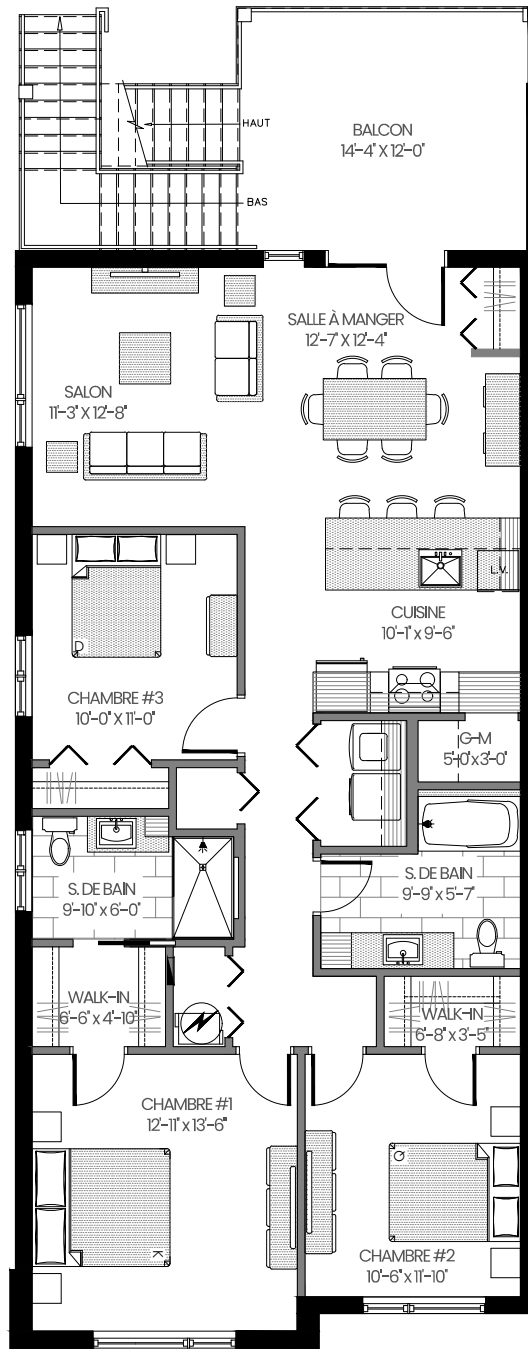 HAUT
BALCON
14'-4" X 12'-0"
BAS
SALLE À MANGER
12'-7" X 12'-4"
SALON
11'-3" X 12'-8"
L.V.
CUISINE
10'-1" x 9'-6"
D
CHAMBRE #3
10'-0" X 11'-0"
G-M
5'-0" x 3'-0"
S. DE BAIN
9'-10" x 6'-0"
S. DE BAIN
9'-9" x 5'-7"
WALK-IN
6'-6" x 4'-10"
WALK-IN
6'-8" x 3'-5"
CHAMBRE #1
12'-11" x 13'-6"
Q
K
CHAMBRE #2
10'-6" x 11'-10"